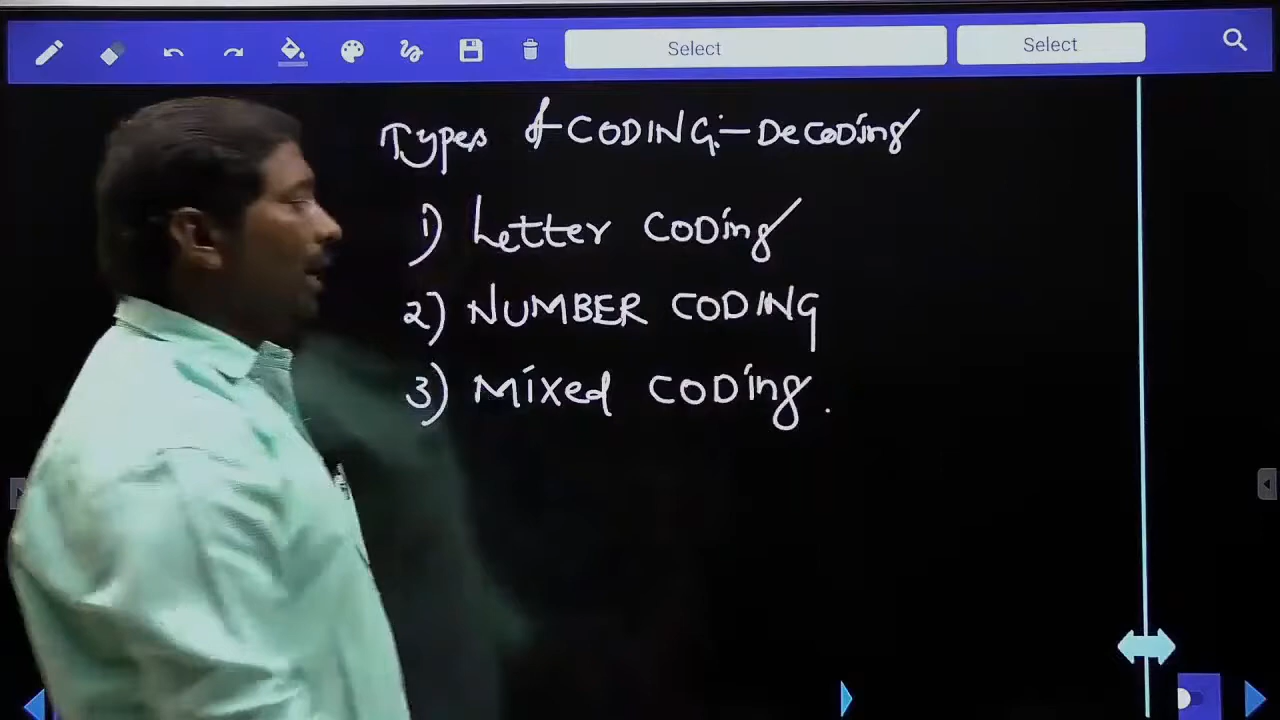 Select Select
Types of CODING:- DeCODing
1) Letter CODing
2) NUMBER CODING
3) Mixed CODing.